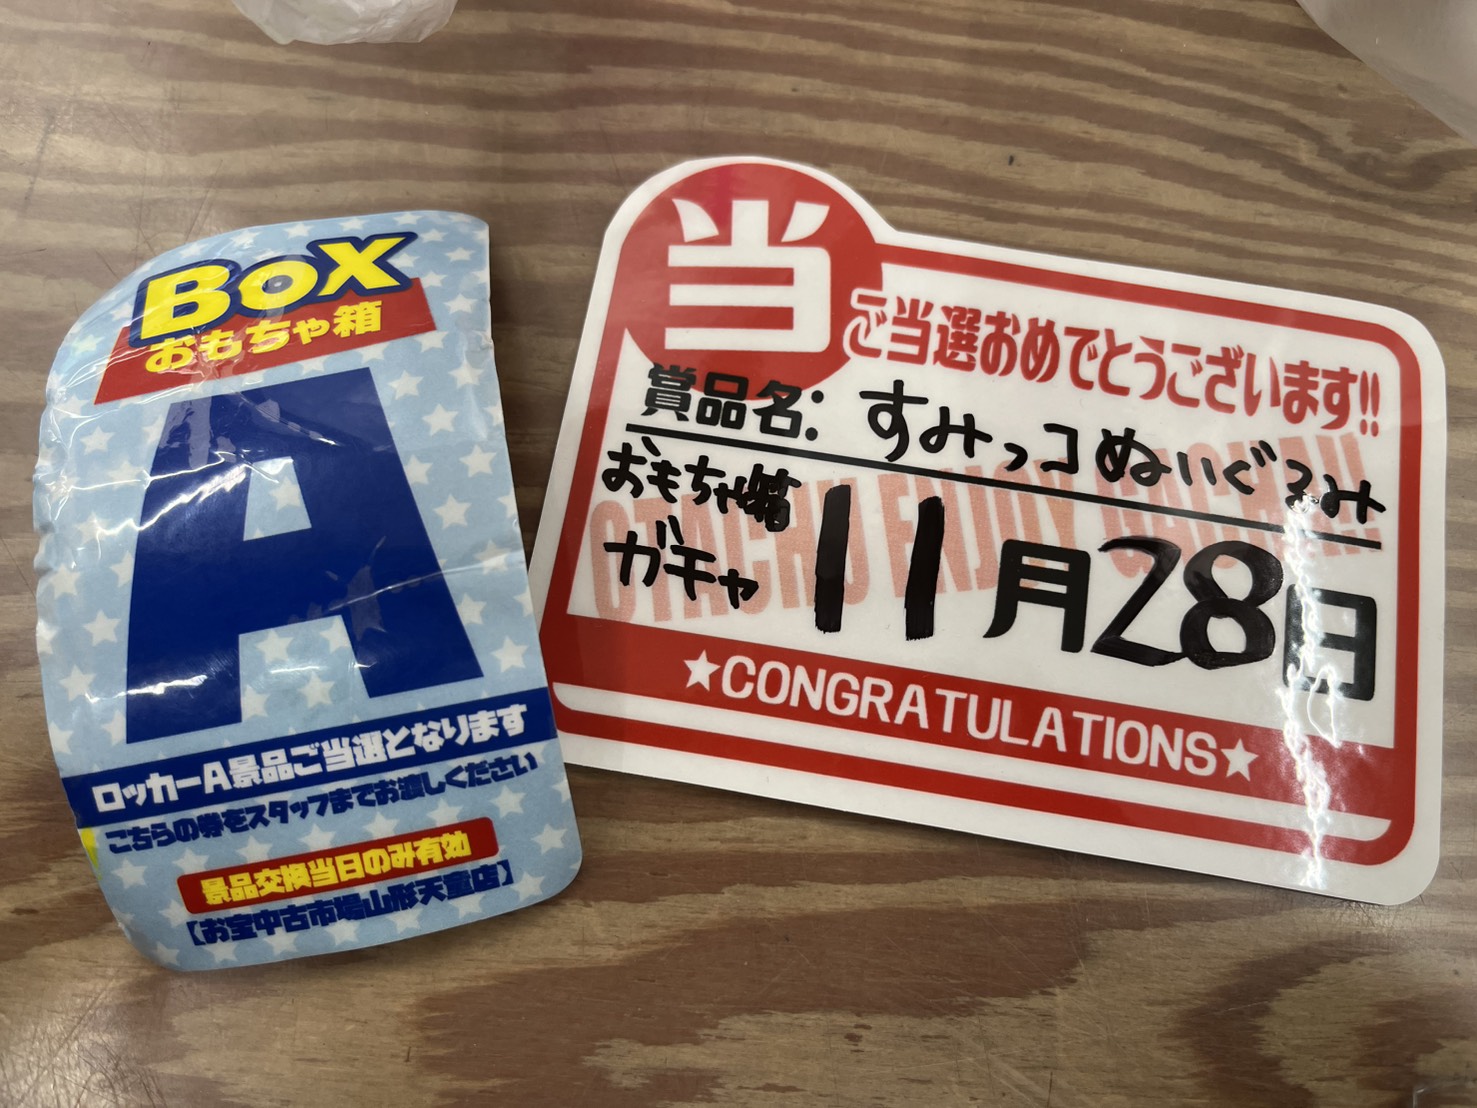 BOX
おもちゃ箱
A
ロッカーA景品ご当選となります
こちらの券をスタッフまでお渡しください
景品交換当日のみ有効
【お宝中古市場山形天童店】
当
ご当選おめでとうございます!!
賞品名: すみっコぬいぐるみ
おもちゃ箱
ガチャ
11月28日
OTACHU ENJOY GACHA!!
★CONGRATULATIONS★